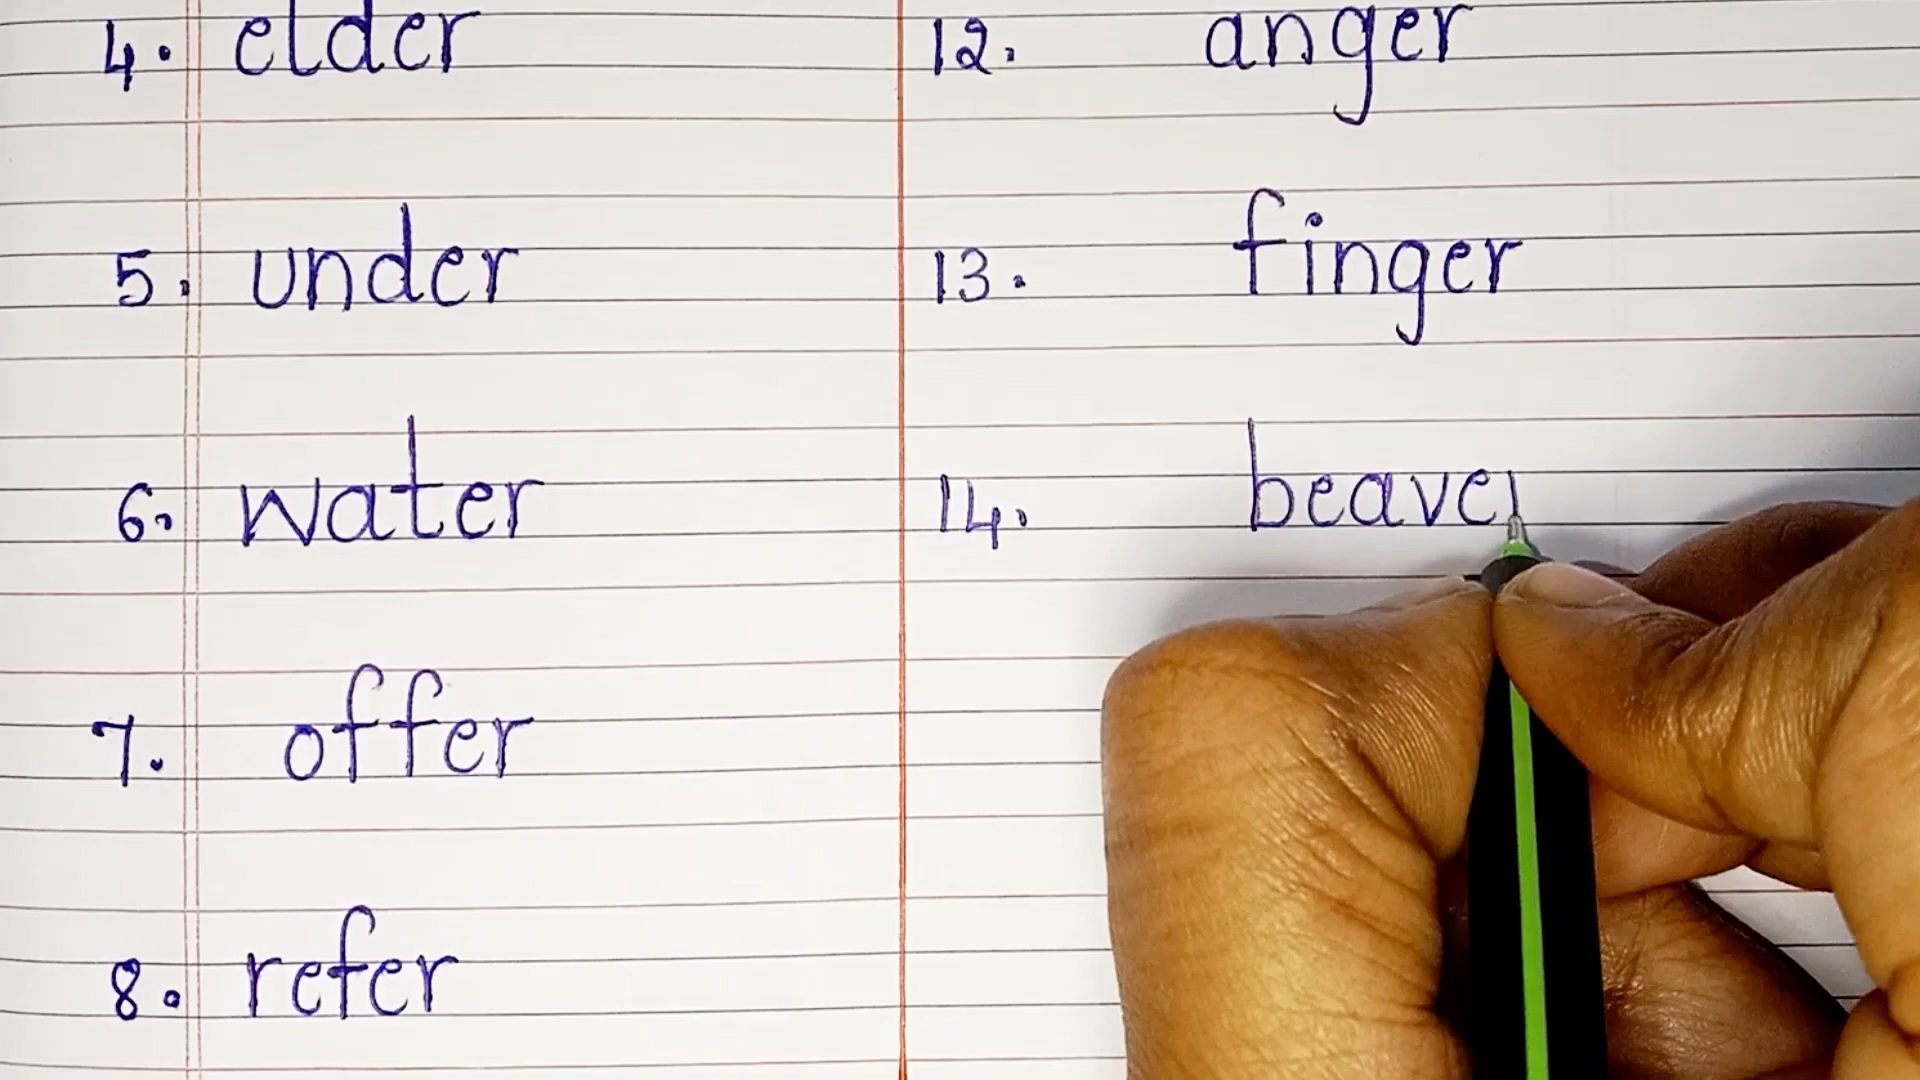 4. elder
5. under
6. water
7. offer
8. refer
12. anger
13. finger
14. beaver